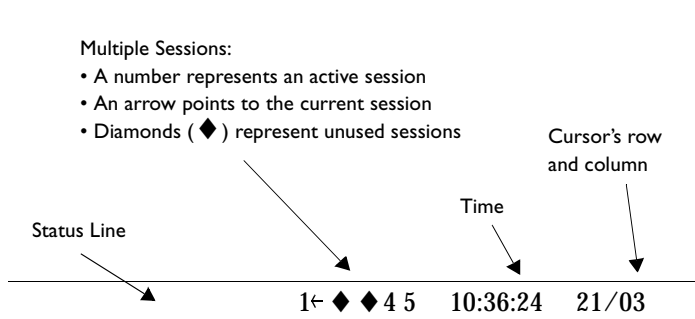 Multiple Sessions:
• A number represents an active session
• An arrow points to the current session
• Diamonds ( ♦ ) represent unused sessions
Cursor's row
and column
Time
Status Line
1← ♦ ♦ 4 5 10:36:24 21/03